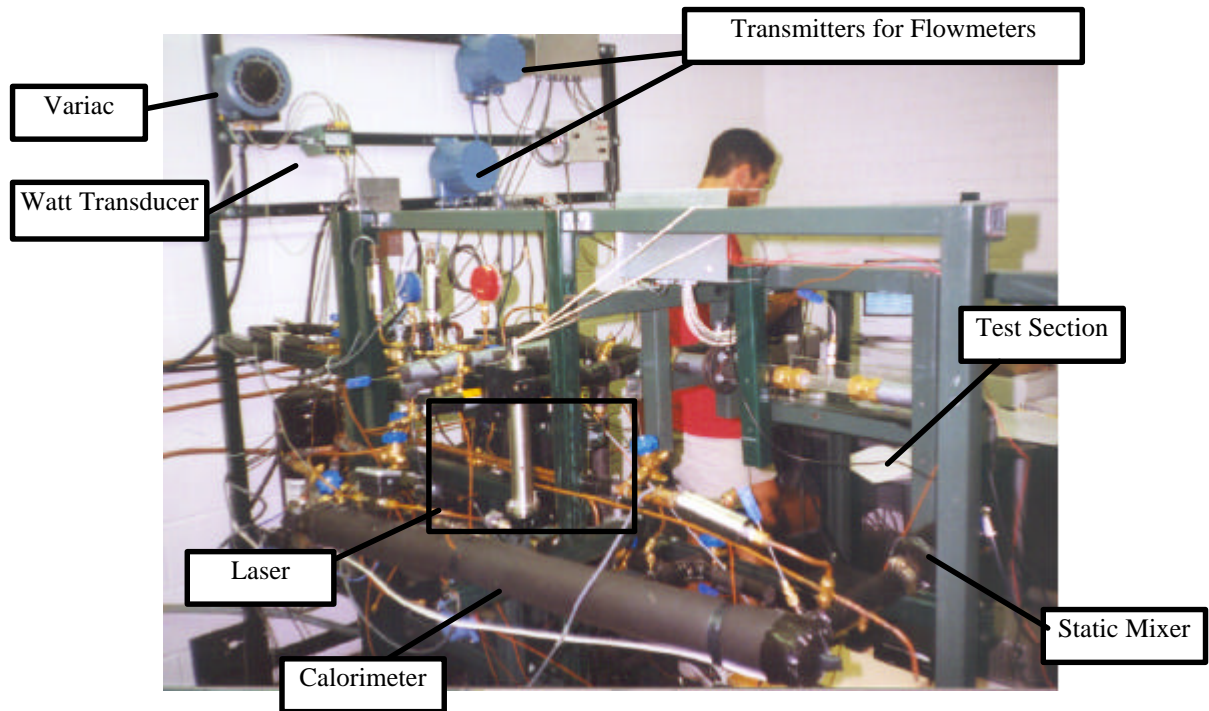 Transmitters for Flowmeters
Variac
Watt Transducer
Test Section
Laser
Static Mixer
Calorimeter